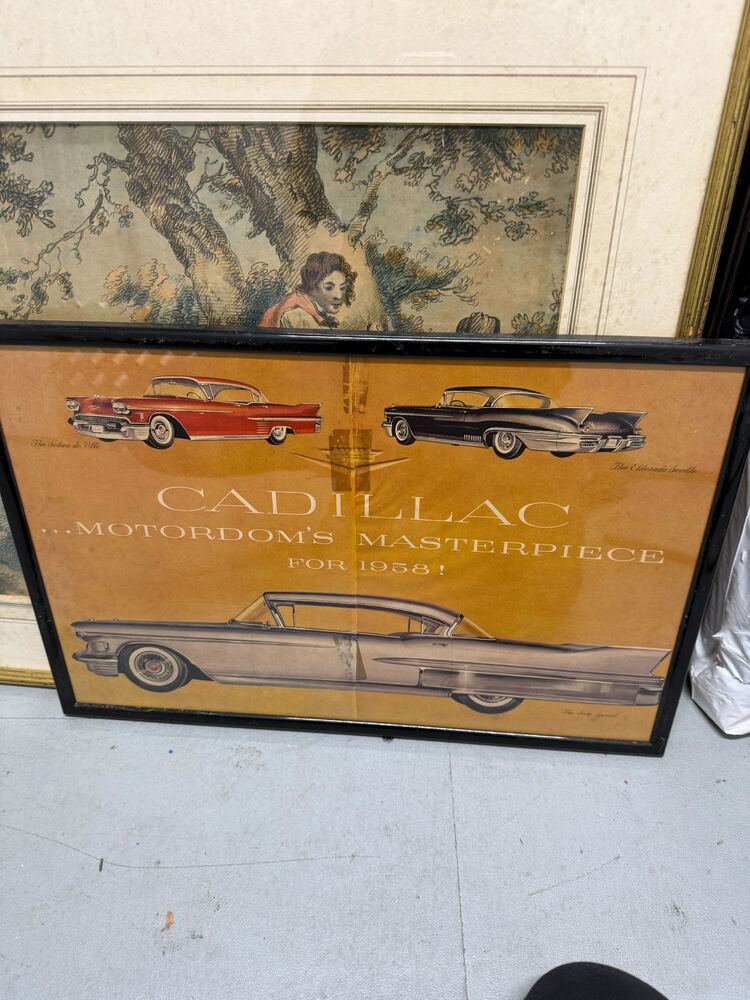 The Sedan de Ville
The Eldorado Seville
CADILLAC
...MOTORDOM'S MASTERPIECE
FOR 1958!